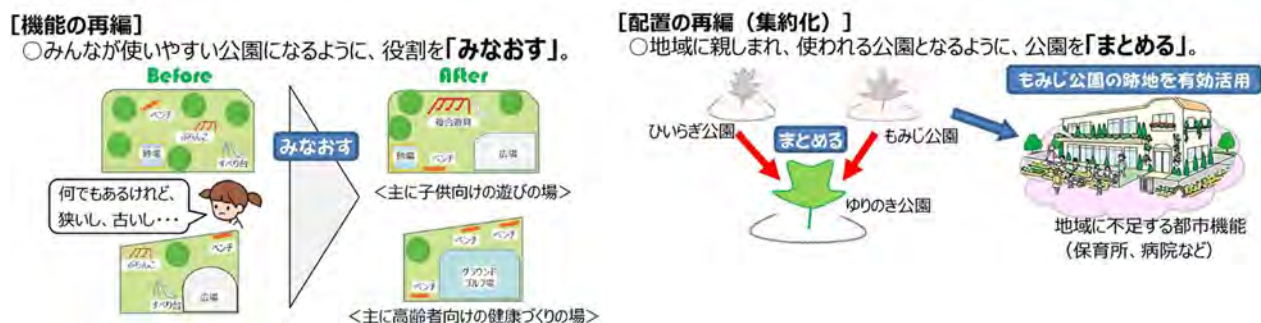 [機能の再編]
○みんなが使いやすい公園になるように、役割を「みなおす」。
Before
ベンチ
ぶらんこ
砂場
すべり台
何でもあるけれど、
狭いし、古いし・・・
ぶらんこ
ベンチ
すべり台
広場
みなおす
After
複合遊具
砂場
ベンチ
広場
<主に子供向けの遊びの場>
ベンチ
ベンチ
グラウンド
ゴルフ場
ベンチ
<主に高齢者向けの健康づくりの場>
[配置の再編（集約化）]
○地域に親しまれ、使われる公園となるように、公園を「まとめる」。
ひいらぎ公園
もみじ公園
まとめる
ゆりのき公園
もみじ公園の跡地を有効活用
地域に不足する都市機能
（保育所、病院など）